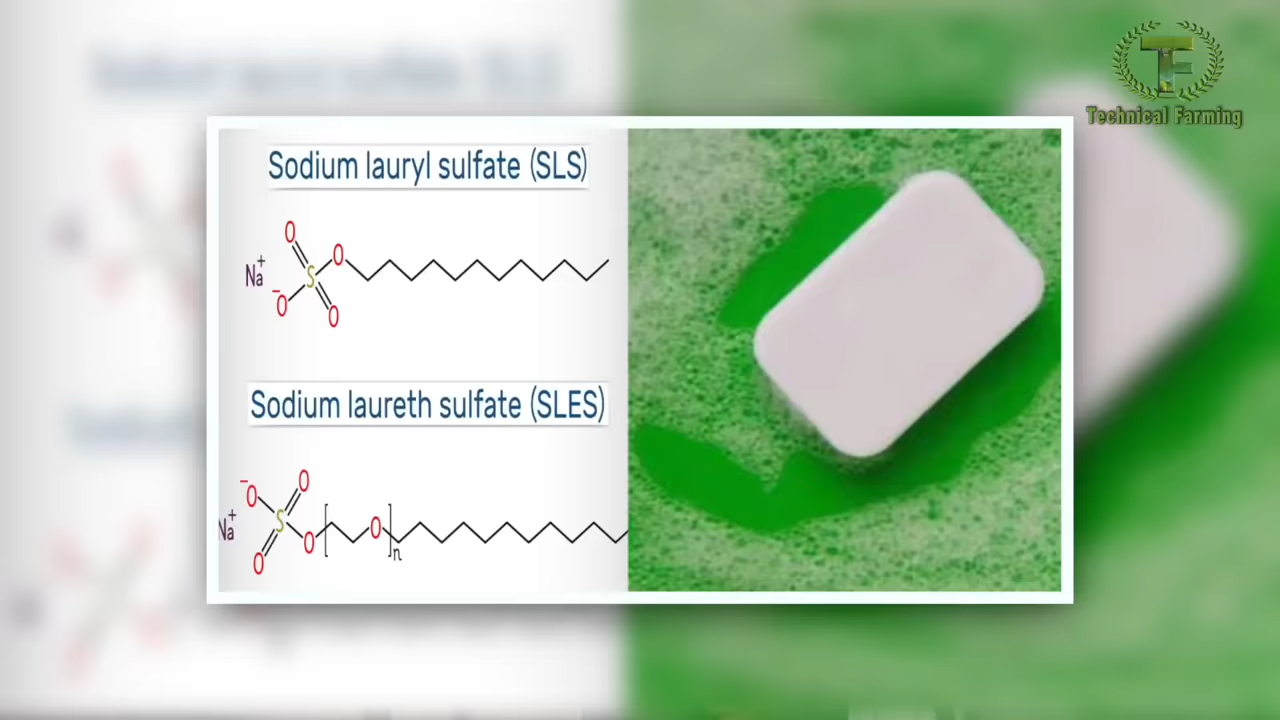 Technical Farming
Sodium lauryl sulfate (SLS)
O
O
Na+
S
−O
O
Sodium laureth sulfate (SLES)
−O
O
Na+
S
O
O
O
n